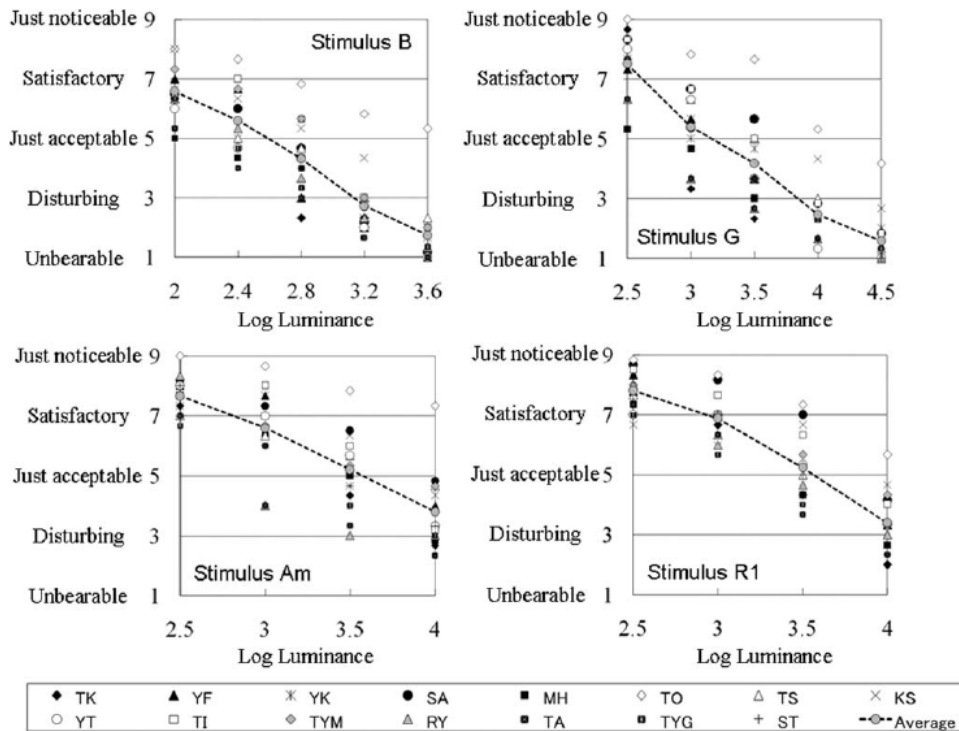 Just noticeable 9
Stimulus B
Satisfactory 7
Just acceptable 5
Disturbing 3
Unbearable 1
2 2.4 2.8 3.2 3.6
Log Luminance
Just noticeable 9
Satisfactory 7
Just acceptable 5
Disturbing 3
Stimulus G
Unbearable 1
2.5 3 3.5 4 4.5
Log Luminance
Just noticeable 9
Satisfactory 7
Just acceptable 5
Disturbing 3
Stimulus Am
Unbearable 1
2.5 3 3.5 4
Log Luminance
Just noticeable 9
Satisfactory 7
Just acceptable 5
Disturbing 3
Stimulus R1
Unbearable 1
2.5 3 3.5 4
Log Luminance
TK YF YK SA MH TO TS KS
YT TI TYM RY TA TYG ST Average